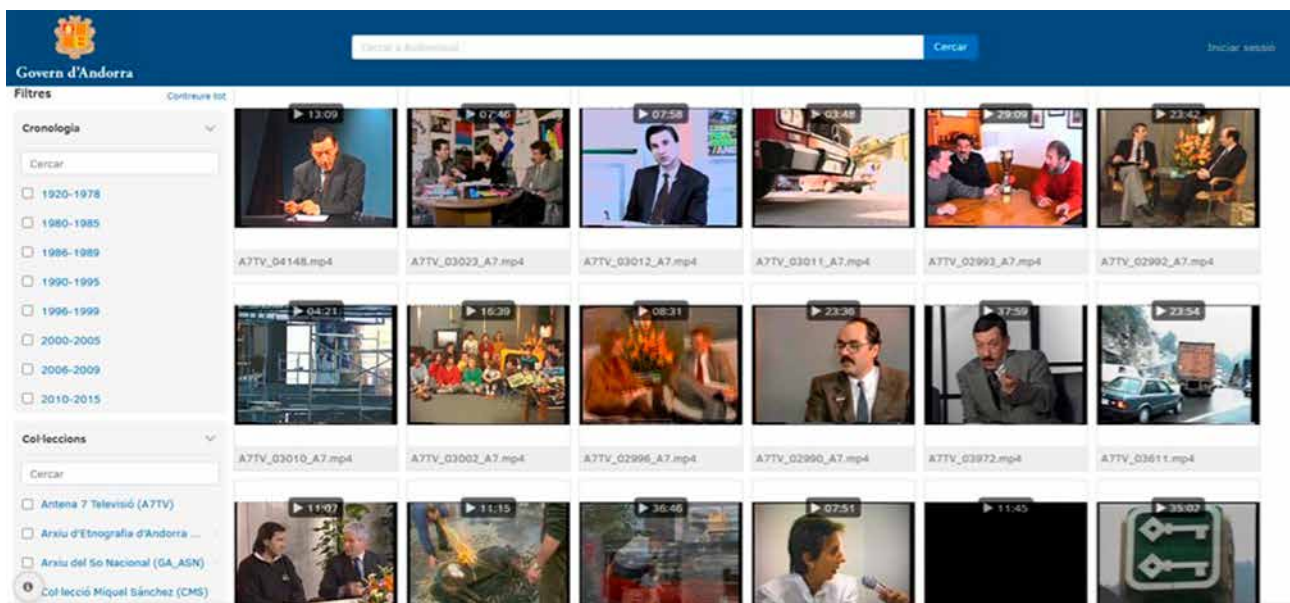 Govern d'Andorra
Cercar a Audiovisual
Cercar
Iniciar sessió
Filtres
Contreure tot
Cronologia
Cercar
1920-1978
1980-1985
1986-1989
1990-1995
1996-1999
2000-2005
2006-2009
2010-2015
Col·leccions
Cercar
Antena 7 Televisió (A7TV)
Arxiu d'Etnografia d'Andorra ...
Arxiu del So Nacional (GA_ASN)
Col·lecció Miquel Sánchez (CMS)
13:09
07:46
07:58
03:48
29:09
23:42
A7TV_04148.mp4
A7TV_03023_A7.mp4
A7TV_03012_A7.mp4
A7TV_03011_A7.mp4
A7TV_02993_A7.mp4
A7TV_02992_A7.mp4
04:21
16:39
08:31
23:36
37:59
23:54
A7TV_03010_A7.mp4
A7TV_03002_A7.mp4
A7TV_02996_A7.mp4
A7TV_02990_A7.mp4
A7TV_03972.mp4
A7TV_03611.mp4
11:07
11:15
36:46
07:51
11:45
35:02